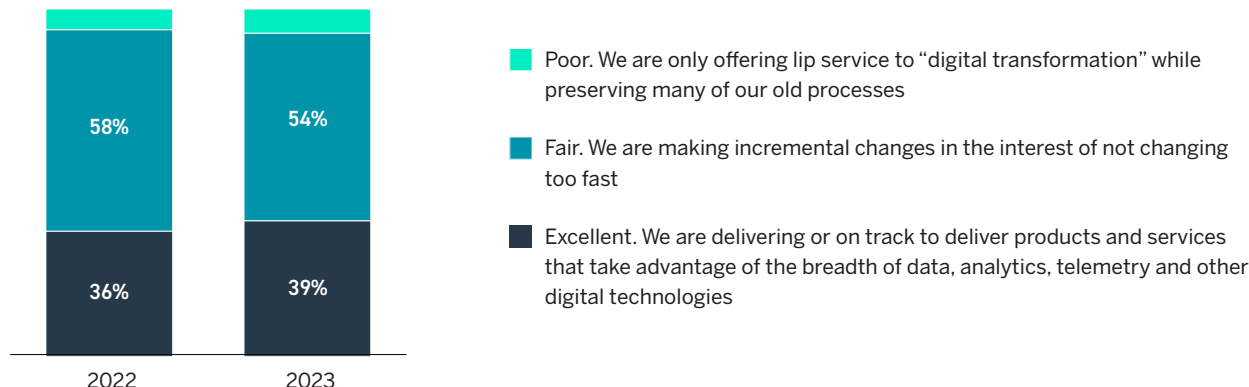 58%
54%
36%
39%
2022
2023
Poor. We are only offering lip service to “digital transformation” while
preserving many of our old processes
Fair. We are making incremental changes in the interest of not changing
too fast
Excellent. We are delivering or on track to deliver products and services
that take advantage of the breadth of data, analytics, telemetry and other
digital technologies